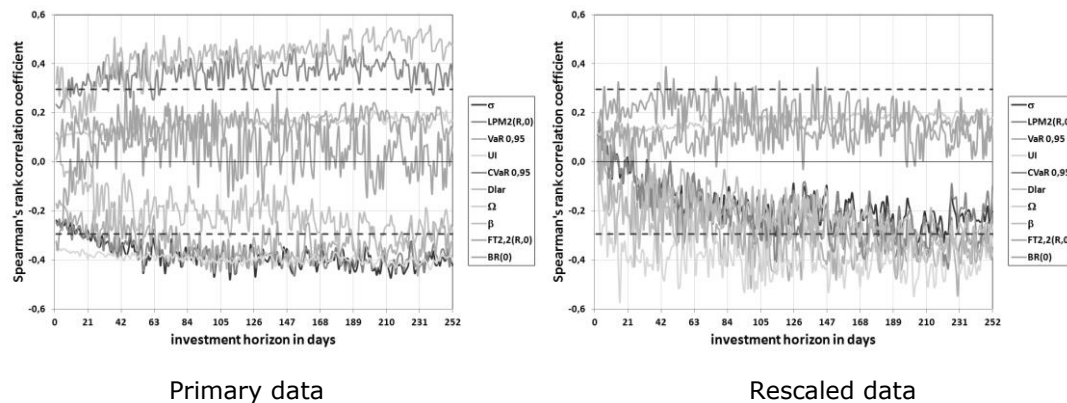 Spearman's rank correlation coefficient
0,6
0,4
0,2
0,0
-0,2
-0,4
-0,6
0 21 42 63 84 105 126 147 168 189 210 231 252
investment horizon in days
σ
LPM2(R,0)
VaR 0,95
UI
CVaR 0,95
Dlar
Ω
β
FT2,2(R,0)
BR(0)
Primary data
Spearman's rank correlation coefficient
0,6
0,4
0,2
0,0
-0,2
-0,4
-0,6
0 21 42 63 84 105 126 147 168 189 210 231 252
investment horizon in days
σ
LPM2(R,0)
VaR 0,95
UI
CVaR 0,95
Dlar
Ω
β
FT2,2(R,0)
BR(0)
Rescaled data